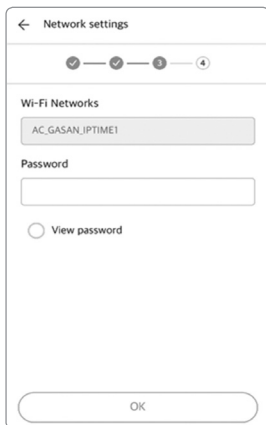 ← Network settings
3 4
Wi-Fi Networks
AC_GASAN_IPTIME1
Password
View password
OK